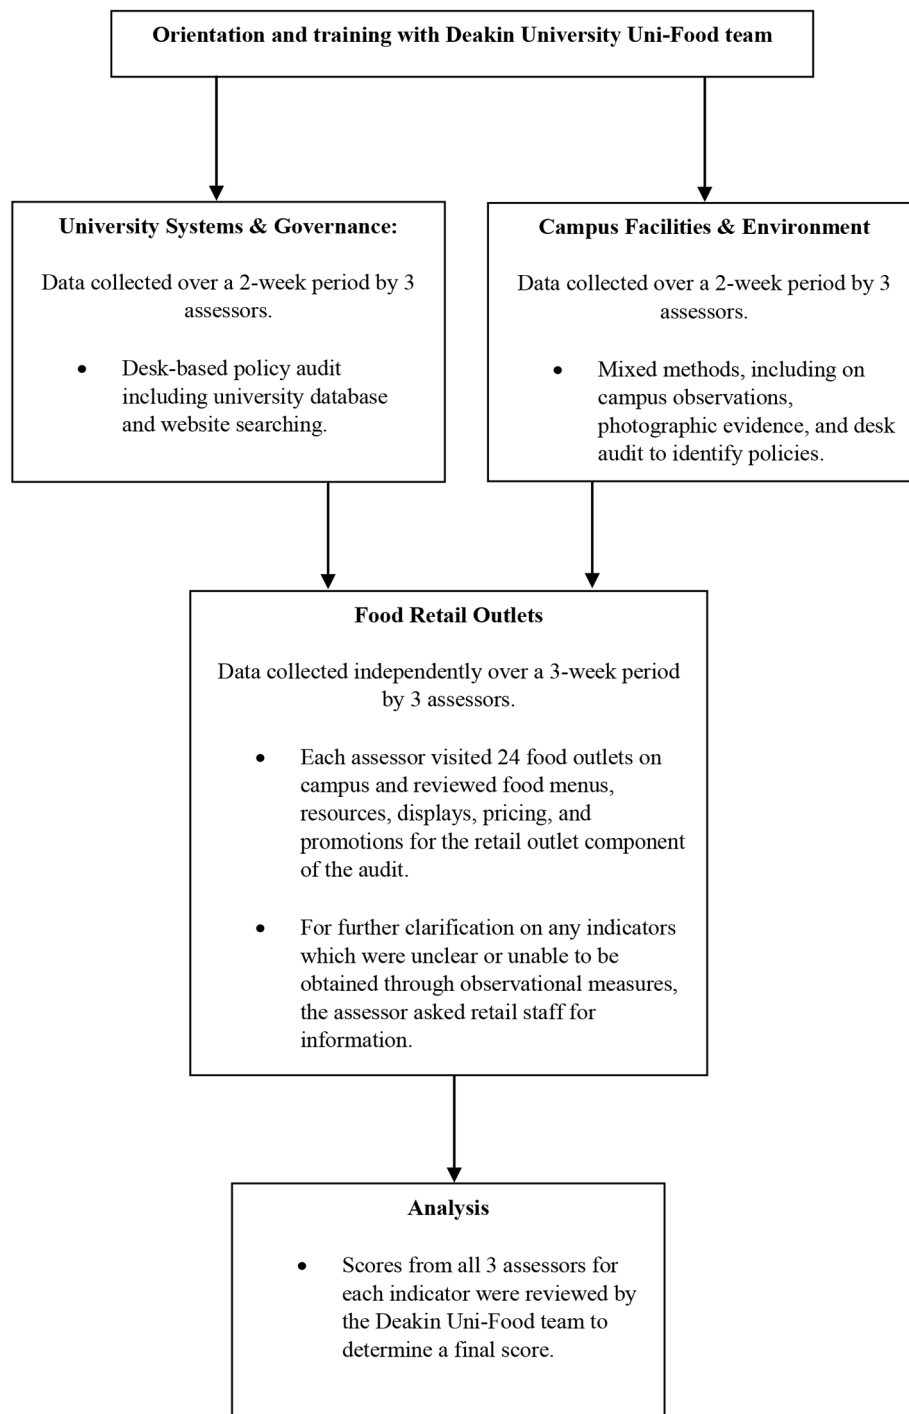 Orientation and training with Deakin University Uni-Food team
University Systems & Governance:
Data collected over a 2-week period by 3
assessors.
• Desk-based policy audit
including university database
and website searching.
Campus Facilities & Environment
Data collected over a 2-week period by 3
assessors.
• Mixed methods, including on
campus observations,
photographic evidence, and desk
audit to identify policies.
Food Retail Outlets
Data collected independently over a 3-week period
by 3 assessors.
• Each assessor visited 24 food outlets on
campus and reviewed food menus,
resources, displays, pricing, and
promotions for the retail outlet component
of the audit.
• For further clarification on any indicators
which were unclear or unable to be
obtained through observational measures,
the assessor asked retail staff for
information.
Analysis
• Scores from all 3 assessors for
each indicator were reviewed by
the Deakin Uni-Food team to
determine a final score.